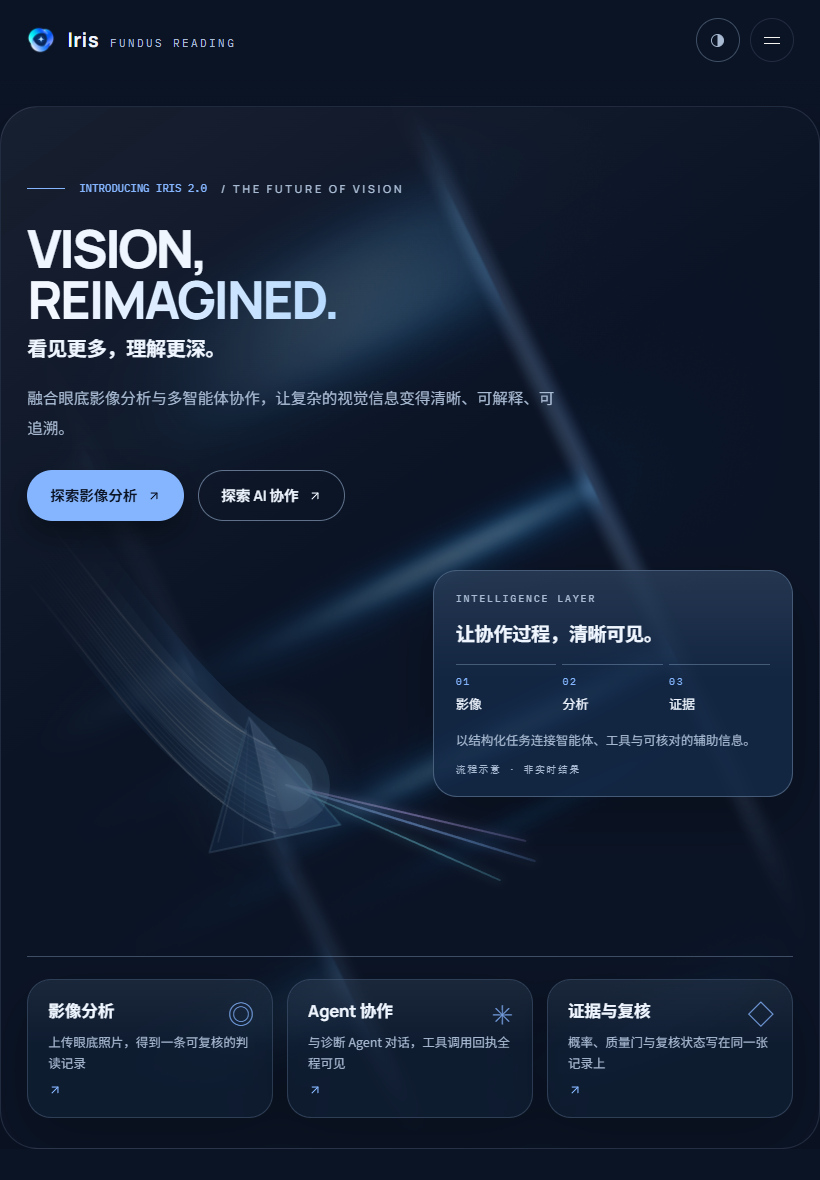 Iris FUNDUS READING
INTRODUCING IRIS 2.0 / THE FUTURE OF VISION
VISION,
REIMAGINED.
看见更多，理解更深。
融合眼底影像分析与多智能体协作，让复杂的视觉信息变得清晰、可解释、可
追溯。
探索影像分析
探索 AI 协作
INTELLIGENCE LAYER
让协作过程，清晰可见。
01 02 03
影像 分析 证据
以结构化任务连接智能体、工具与可核对的辅助信息。
流程示意 · 非实时结果
影像分析
上传眼底照片，得到一条可复核的判
读记录
Agent 协作
与诊断 Agent 对话，工具调用回执全
程可见
证据与复核
概率、质量门与复核状态写在同一张
记录上